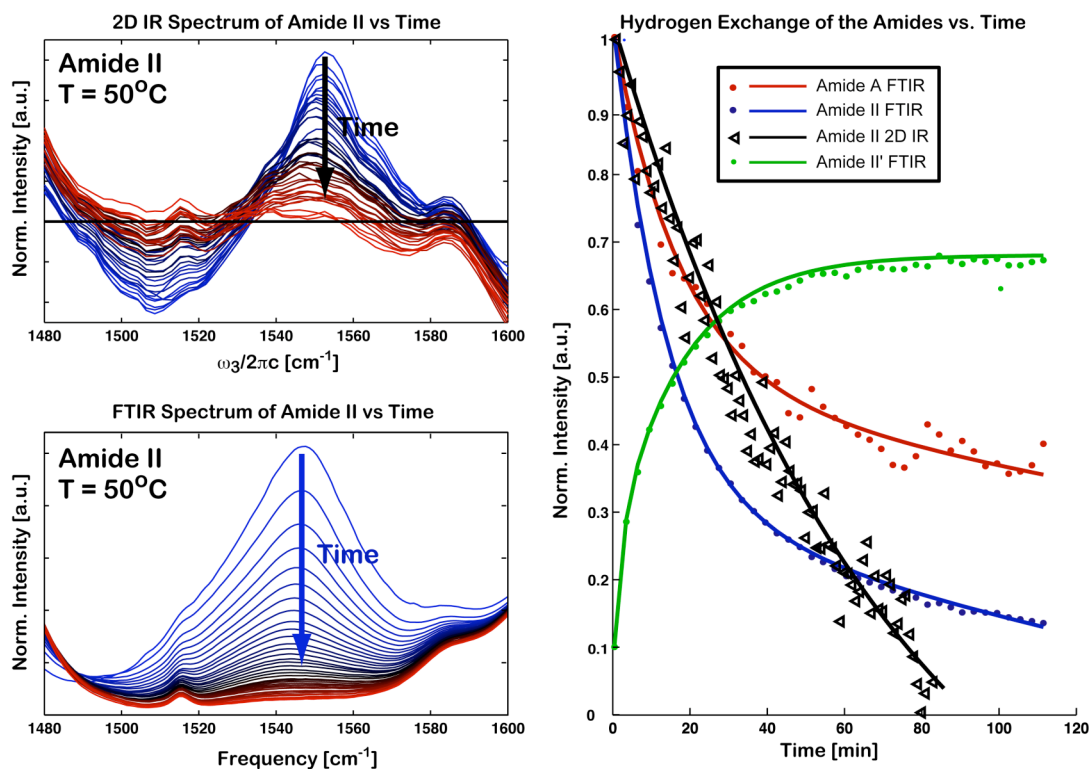 2D IR Spectrum of Amide II vs Time
Norm. Intensity [a.u.]
Amide II
T = 50°C
Time
1480 1500 1520 1540 1560 1580 1600
ω₃/2πc [cm⁻¹]
FTIR Spectrum of Amide II vs Time
Norm. Intensity [a.u.]
Amide II
T = 50°C
Time
1480 1500 1520 1540 1560 1580 1600
Frequency [cm⁻¹]
Hydrogen Exchange of the Amides vs. Time
Norm. Intensity [a.u.]
1
0.9
0.8
0.7
0.6
0.5
0.4
0.3
0.2
0.1
0
Amide A FTIR
Amide II FTIR
Amide II 2D IR
Amide II' FTIR
0 20 40 60 80 100 120
Time [min]